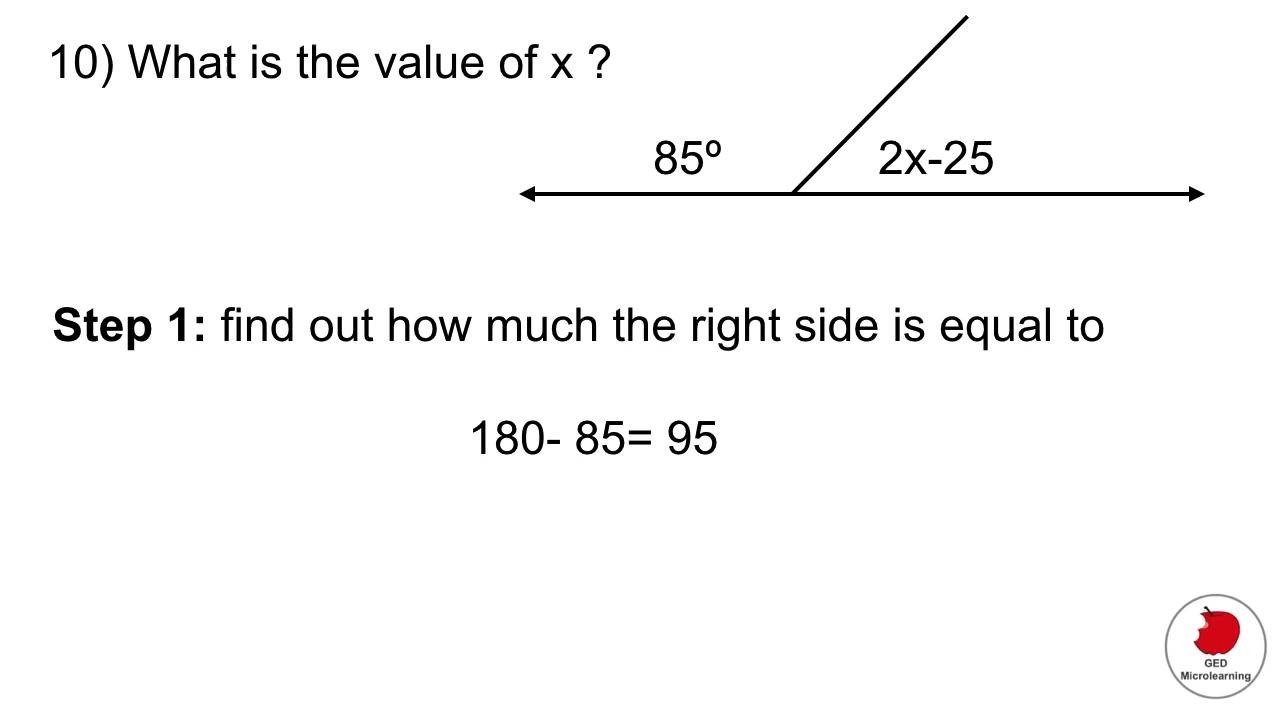 10) What is the value of x ?
85º
2x-25
Step 1: find out how much the right side is equal to
180- 85= 95
GED
Microlearning